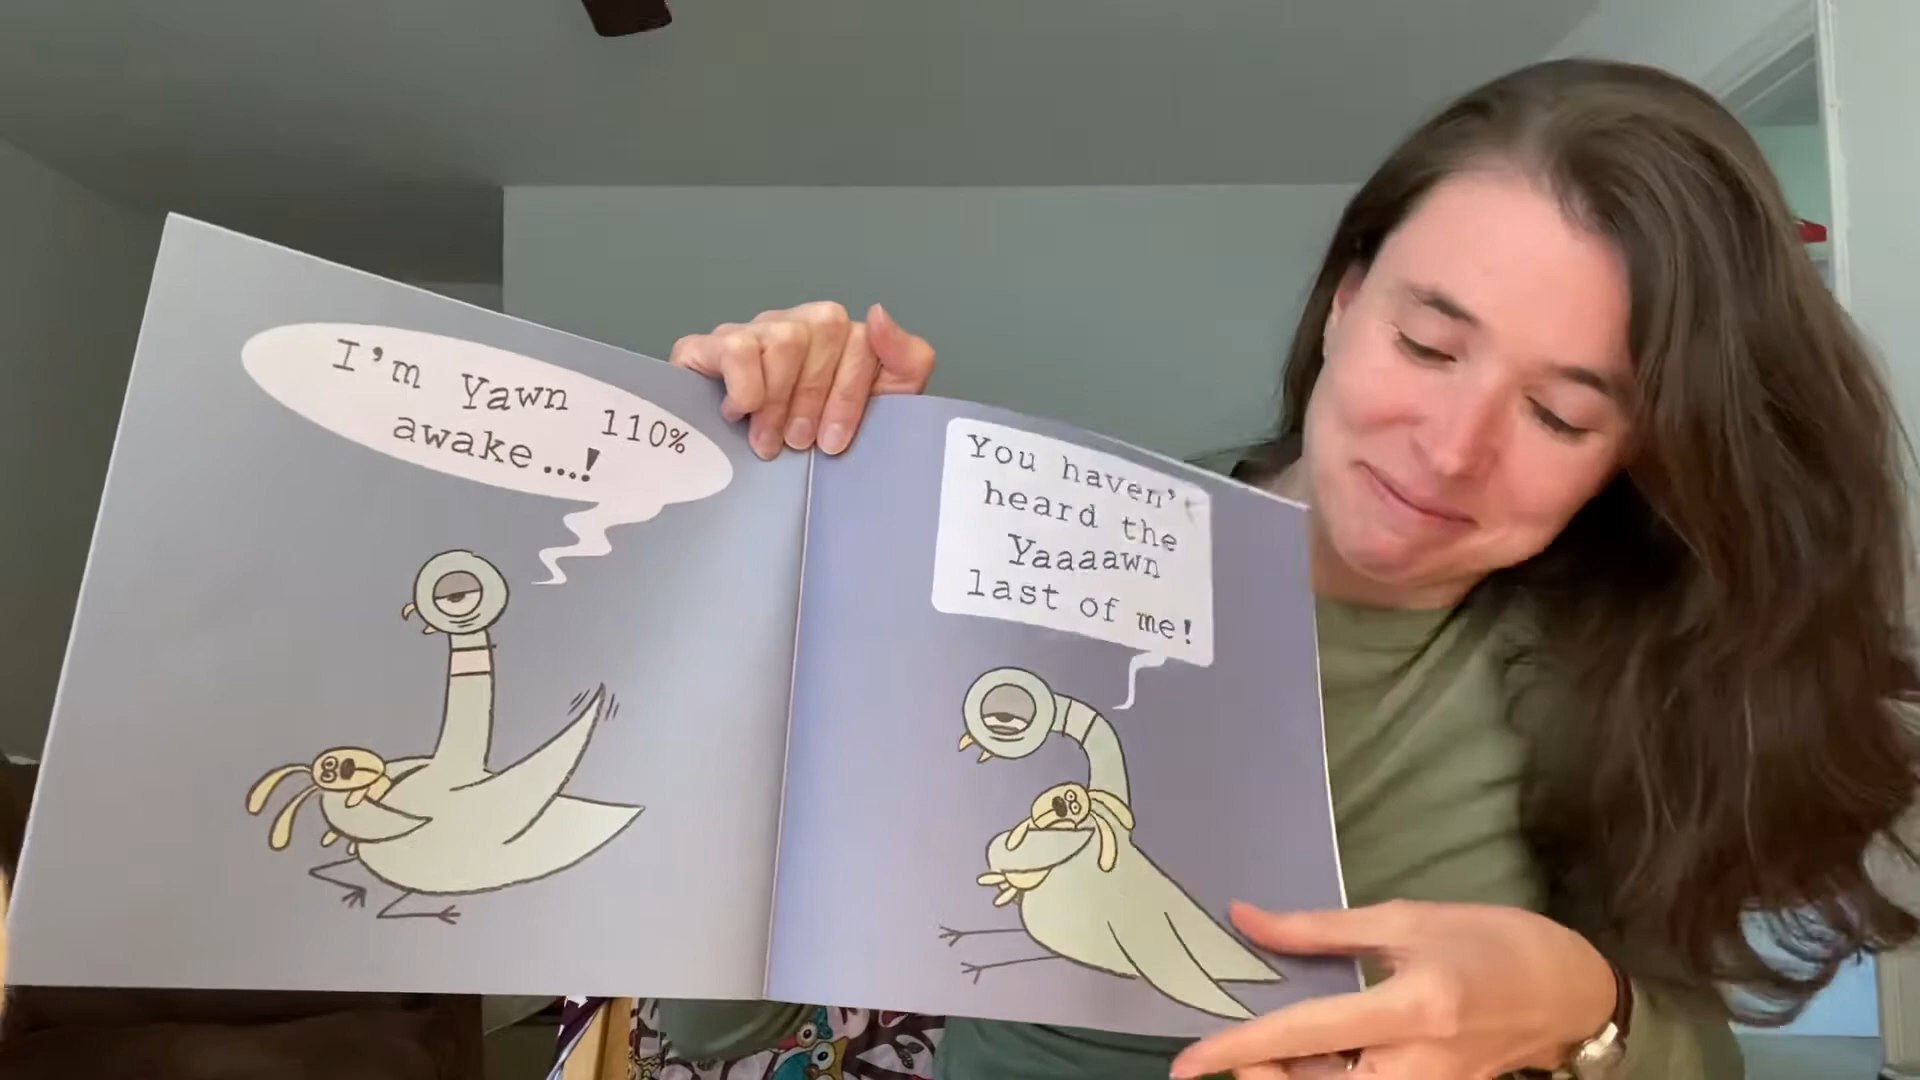 I'm Yawn 110%
awake...!
You haven't
heard the
Yaaaawn
last of me!